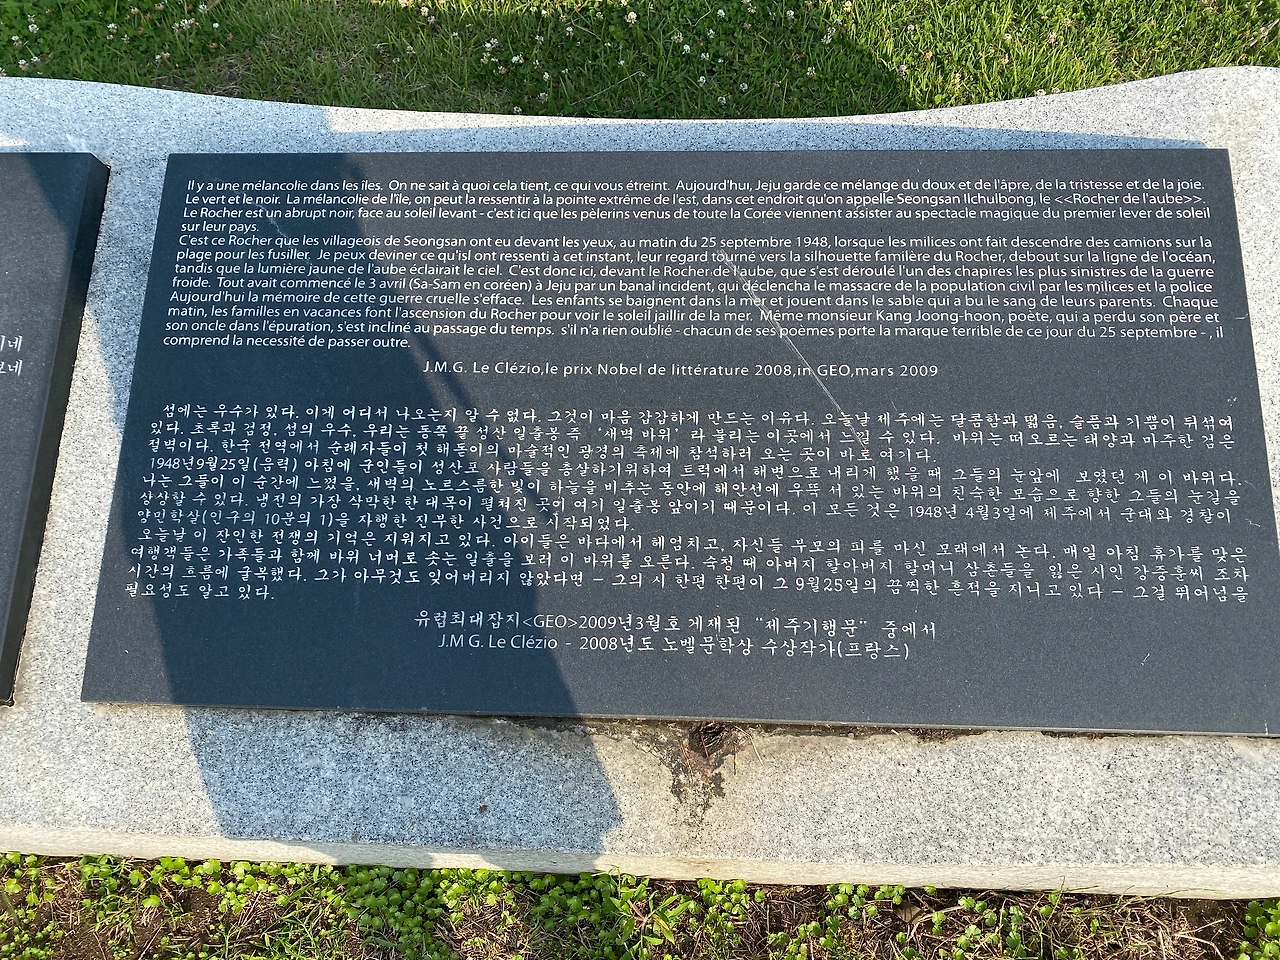 Il y a une mélancolie dans les îles. On ne sait à quoi cela tient, ce qui vous étreint. Aujourd'hui, Jeju garde ce mélange du doux et de l'âpre, de la tristesse et de la joie.
Le vert et le noir. La mélancolie de l'île, on peut la ressentir à la pointe extrême de l'est, dans cet endroit qu'on appelle Seongsan Ilchulbong, le <<Rocher de l'aube>>.
Le Rocher est un abrupt noir, face au soleil levant - c'est ici que les pèlerins venus de toute la Corée viennent assister au spectacle magique du premier lever de soleil
sur leur pays.
C'est ce Rocher que les villageois de Seongsan ont eu devant les yeux, au matin du 25 septembre 1948, lorsque les milices ont fait descendre des camions sur la
plage pour les fusiller. Je peux deviner ce qu'isl ont ressenti à cet instant, leur regard tourné vers la silhouette familère du Rocher, debout sur la ligne de l'océan,
tandis que la lumière jaune de l'aube éclairait le ciel. C'est donc ici, devant le Rocher de l'aube, que s'est déroulé l'un des chapires les plus sinistres de la guerre
froide. Tout avait commencé le 3 avril (Sa-Sam en coréen) à Jeju par un banal incident, qui déclencha le massacre de la population civil par les milices et la police
Aujourd'hui la mémoire de cette guerre cruelle s'efface. Les enfants se baignent dans la mer et jouent dans le sable qui a bu le sang de leurs parents. Chaque
matin, les familles en vacances font l'ascension du Rocher pour voir le soleil jaillir de la mer. Méme monsieur Kang Joong-hoon, poète, qui a perdu son père et
son oncle dans l'épuration, s'est incliné au passage du temps. s'il n'a rien oublié - chacun de ses poèmes porte la marque terrible de ce jour du 25 septembre - , il
comprend la necessité de passer outre.
J.M.G. Le Clézio,le prix Nobel de littérature 2008,in GEO,mars 2009
섬에는 우수가 있다. 이게 어디서 나오는지 알 수 없다. 그것이 마음 갑갑하게 만드는 이유다. 오늘날 제주에는 달콤함과 떫음, 슬픔과 기쁨이 뒤섞여
있다. 초록과 검정, 섬의 우수, 우리는 동쪽 끝 성산 일출봉 즉 '새벽 바위' 라 불리는 이곳에서 느낄 수 있다. 바위는 떠오르는 태양과 마주한 검은
절벽이다. 한국 전역에서 순례자들이 첫 해돋이의 마술적인 광경의 축제에 참석하러 오는 곳이 바로 여기다.
1948년9월25일(음력) 아침에 군인들이 성산포 사람들을 총살하기위하여 트럭에서 해변으로 내리게 했을 때 그들의 눈앞에 보였던 게 이 바위다.
나는 그들이 이 순간에 느꼈을, 새벽의 노르스름한 빛이 하늘을 비추는 동안에 해안선에 우뚝 서 있는 바위의 친숙한 모습으로 향한 그들의 눈길을
상상할 수 있다. 냉전의 가장 삭막한 한 대목이 펼쳐진 곳이 여기 일출봉 앞이기 때문이다. 이 모든 것은 1948년 4월3일에 제주에서 군대와 경찰이
양민학살(인구의 10분의 1)을 자행한 진부한 사건으로 시작되었다.
오늘날 이 잔인한 전쟁의 기억은 지워지고 있다. 아이들은 바다에서 헤엄치고, 자신들 부모의 피를 마신 모래에서 논다. 매일 아침 휴가를 맞은
여행객들은 가족들과 함께 바위 너머로 솟는 일출을 보러 이 바위를 오른다. 숙청 때 아버지 할아버지 할머니 삼촌들을 잃은 시인 강중훈씨 조차
시간의 흐름에 굴복했다. 그가 아무것도 잊어버리지 않았다면 - 그의 시 한편 한편이 그 9월25일의 끔찍한 흔적을 지니고 있다 - 그걸 뛰어넘을
필요성도 알고 있다.
유럽최대잡지<GEO>2009년3월호 게재된 "제주기행문" 중에서
J.M.G. Le Clézio - 2008년도 노벨문학상 수상작가(프랑스)